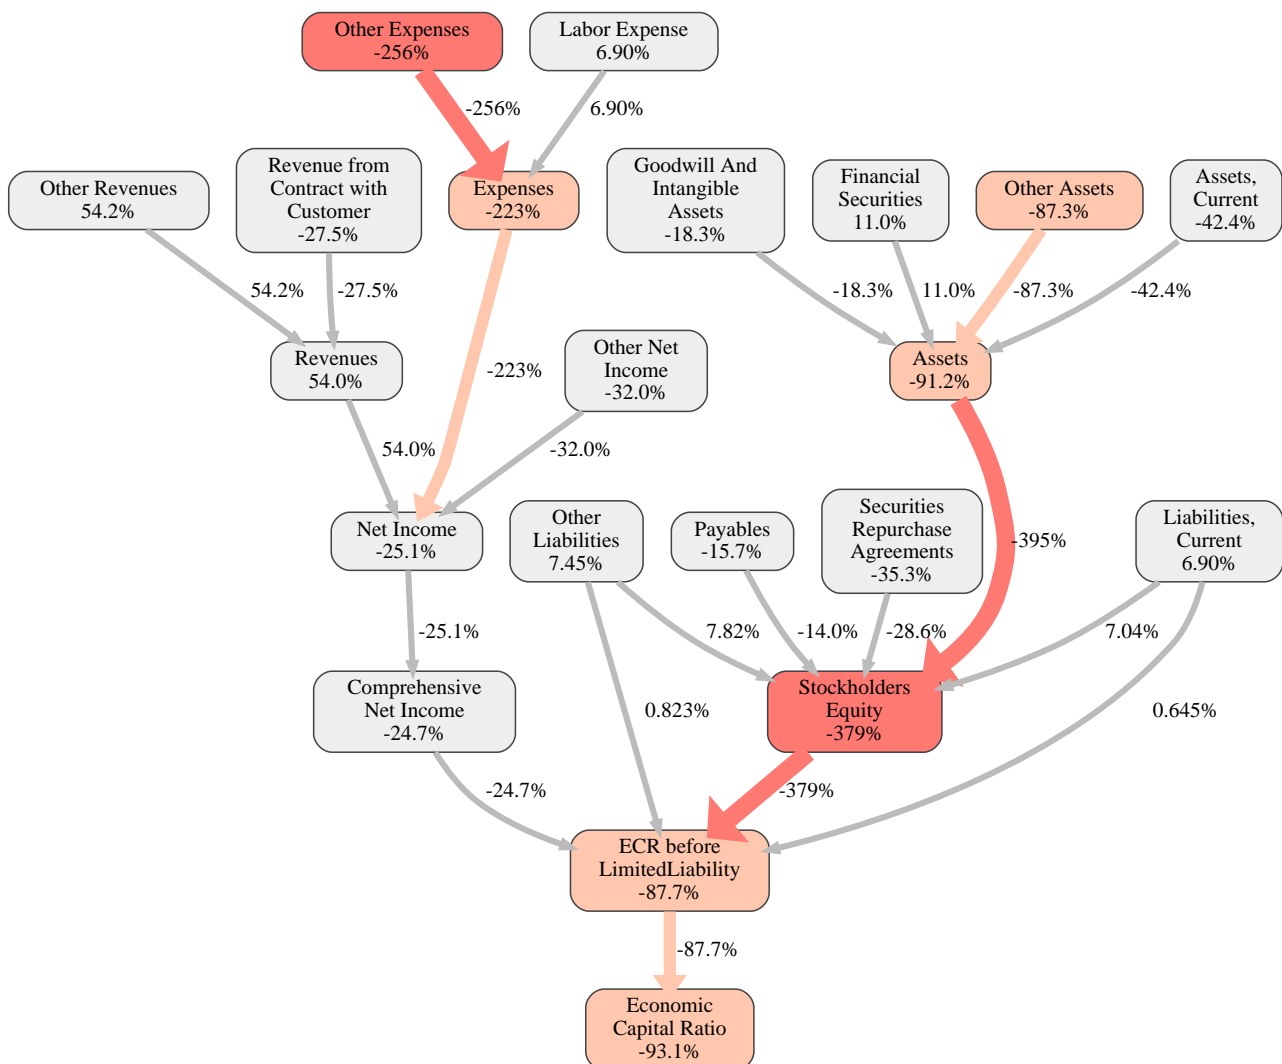 Other Expenses
-256%
Labor Expense
6.90%
-256%
6.90%
Other Revenues
54.2%
Revenue from
Contract with
Customer
-27.5%
Expenses
-223%
Goodwill And
Intangible
Assets
-18.3%
Financial
Securities
11.0%
Other Assets
-87.3%
Assets,
Current
-42.4%
54.2%
-27.5%
-18.3%
11.0%
-87.3%
-42.4%
Revenues
54.0%
-223%
Other Net
Income
-32.0%
Assets
-91.2%
54.0%
-32.0%
Net Income
-25.1%
Other
Liabilities
7.45%
Payables
-15.7%
Securities
Repurchase
Agreements
-35.3%
-395%
Liabilities,
Current
6.90%
-25.1%
7.82%
-14.0%
-28.6%
7.04%
Comprehensive
Net Income
-24.7%
0.823%
Stockholders
Equity
-379%
0.645%
-24.7%
-379%
ECR before
LimitedLiability
-87.7%
-87.7%
Economic
Capital Ratio
-93.1%